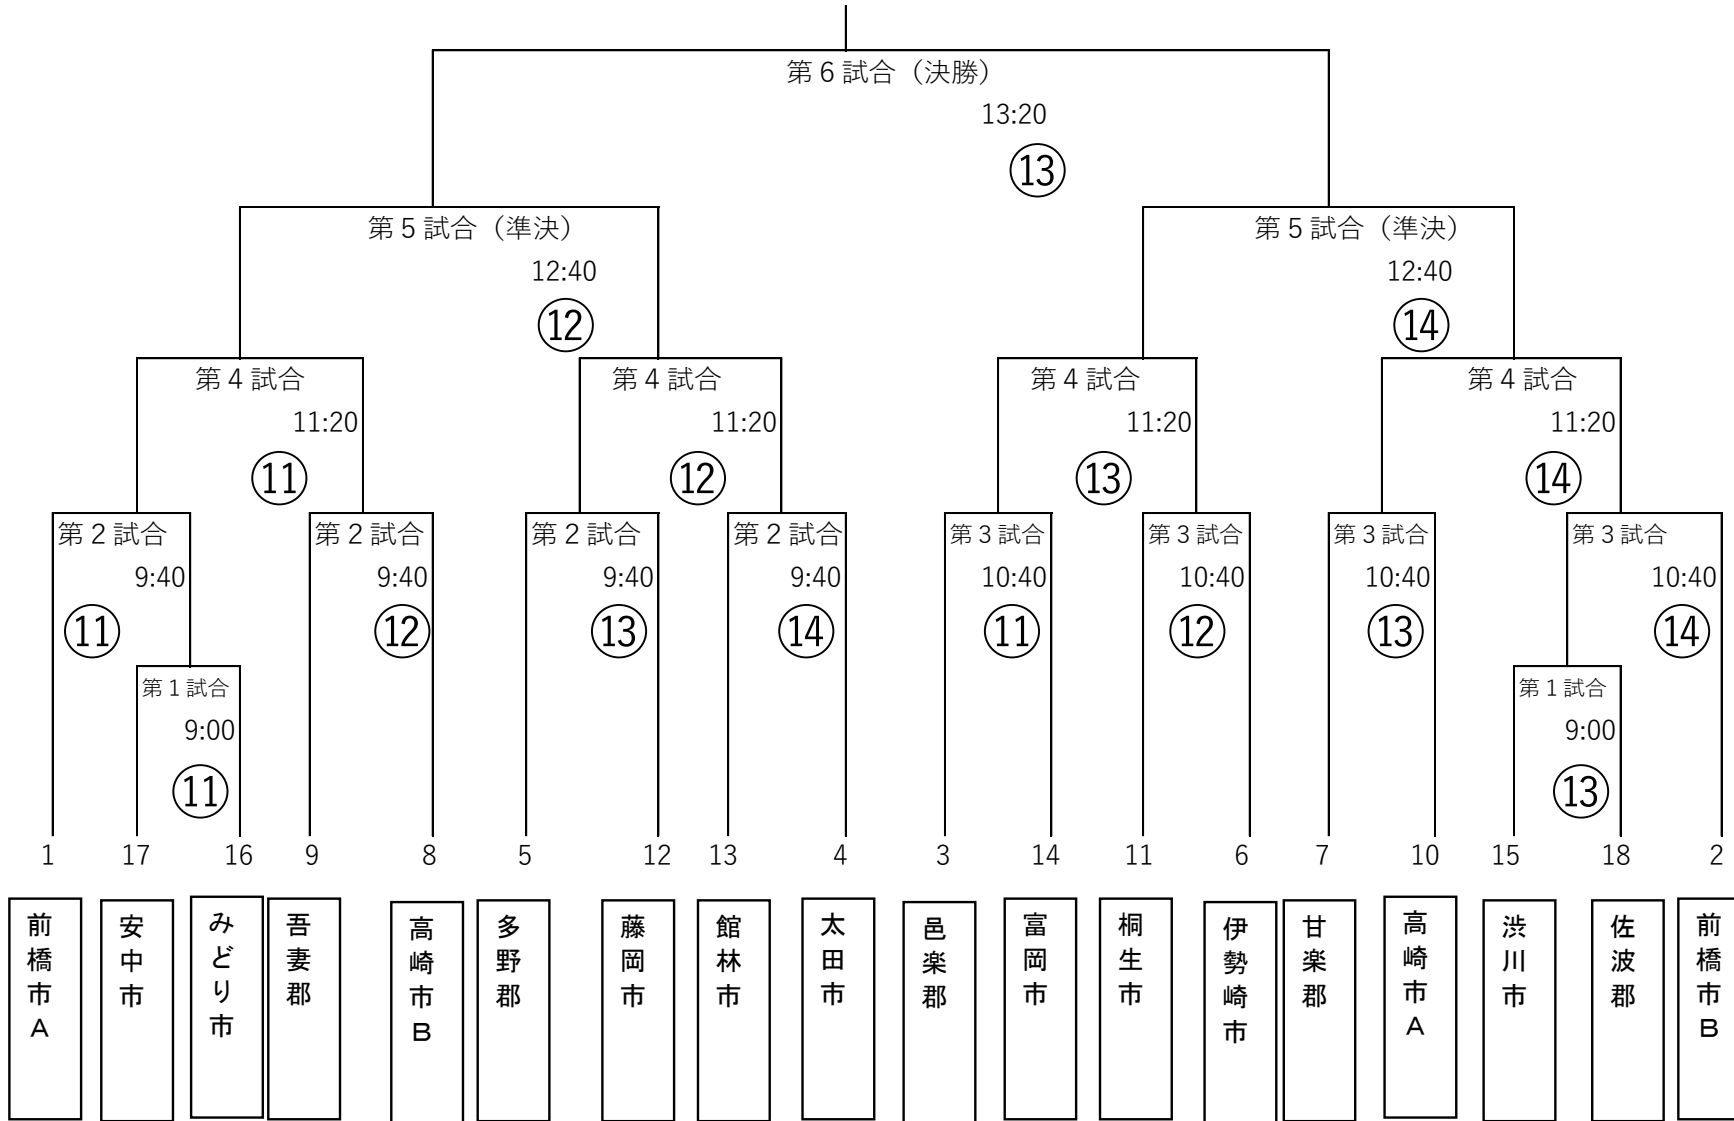 第6試合（決勝）
13:20
⑬
第5試合（準決）
第5試合（準決）
12:40
12:40
⑫
⑭
第4試合
第4試合
第4試合
第4試合
11:20
11:20
11:20
11:20
⑪
⑫
⑬
⑭
第2試合
第2試合
第2試合
第2試合
第3試合
第3試合
第3試合
第3試合
9:40
9:40
9:40
9:40
10:40
10:40
10:40
10:40
⑪
⑫
⑬
⑭
⑪
⑫
⑬
⑭
第1試合
第1試合
9:00
9:00
⑪
⑬
1
17
16
9
8
5
12
13
4
3
14
11
6
7
10
15
18
2
前橋市A
安中市
みどり市
吾妻郡
高崎市B
多野郡
藤岡市
館林市
太田市
邑楽郡
富岡市
桐生市
伊勢崎市
甘楽郡
高崎市A
渋川市
佐波郡
前橋市B